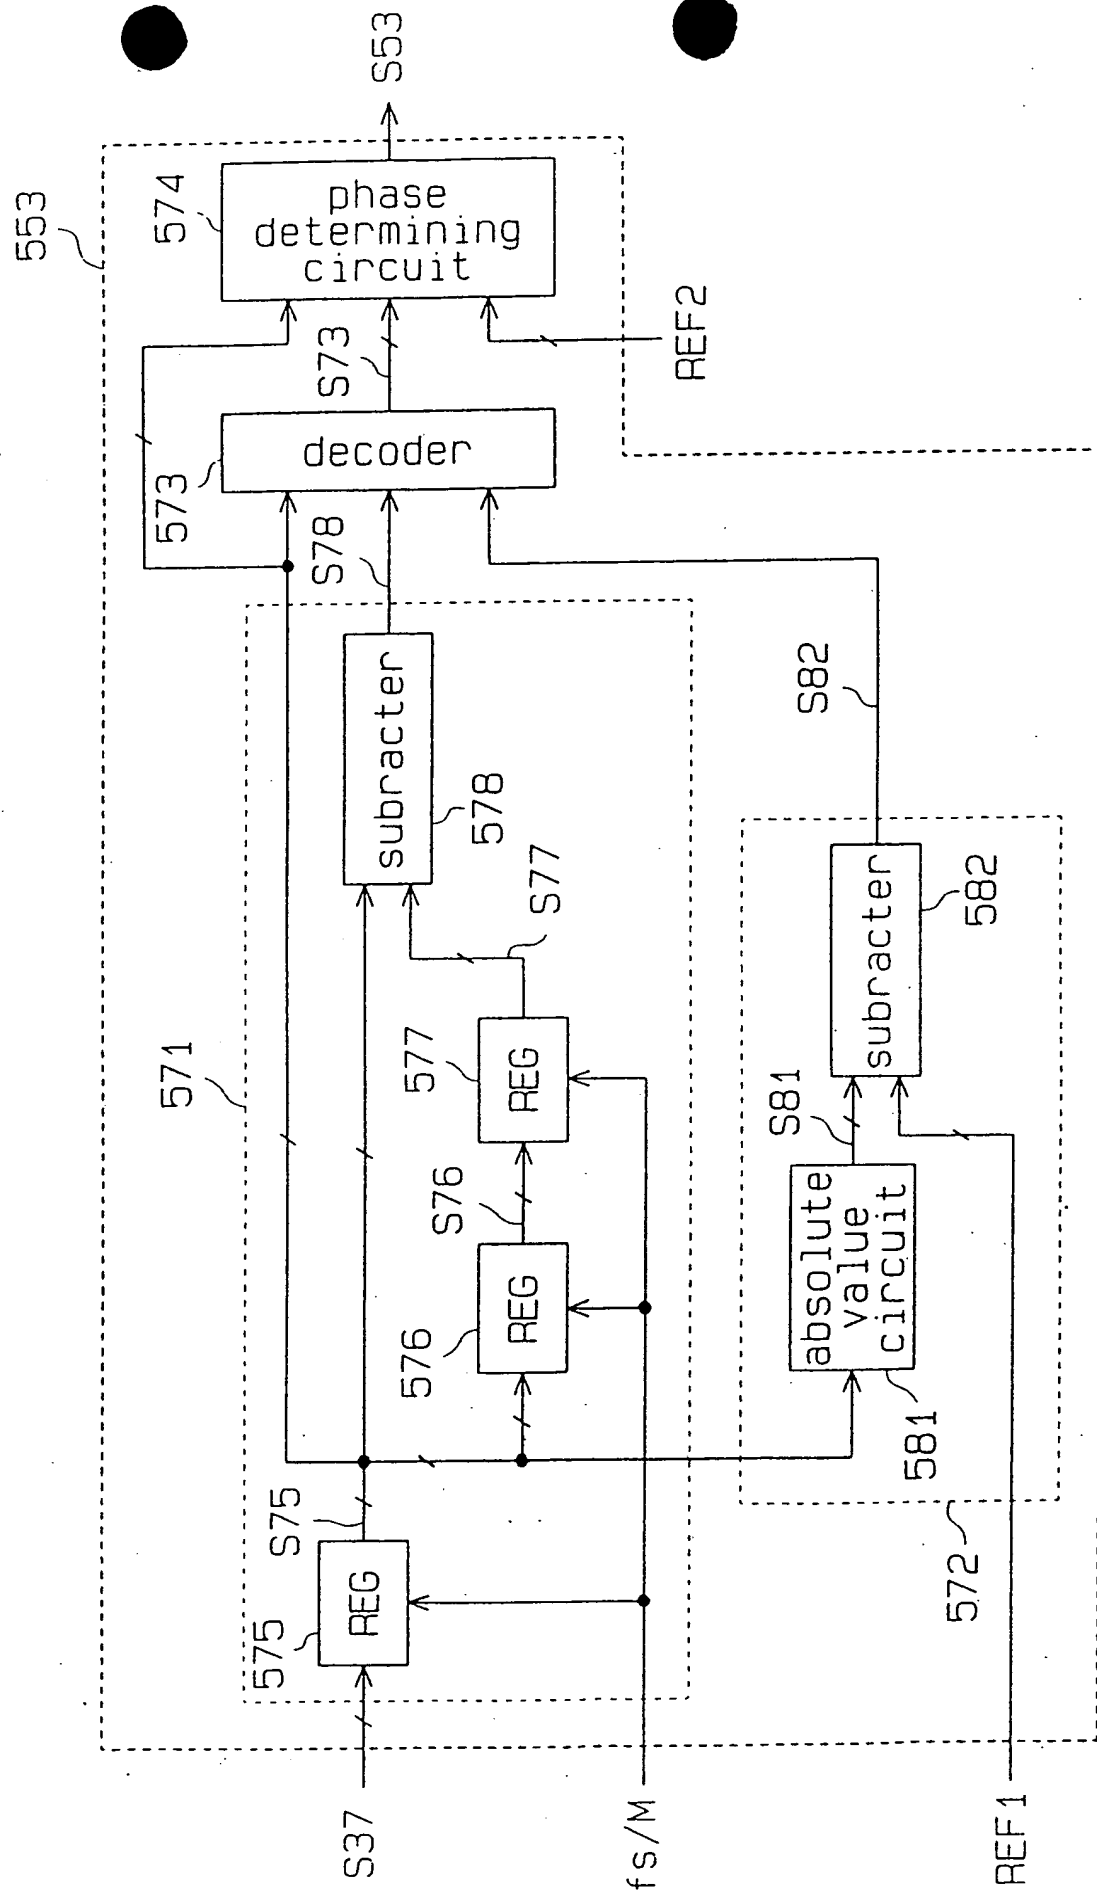 553
571
574
phase
determining
circuit
S53
573
decoder
S73
REF2
S78
subracter
578
S77
577
REG
S76
576
REG
S75
575
REG
S37
fs/M
S82
subracter
582
S81
absolute
value
circuit
581
572
REF1